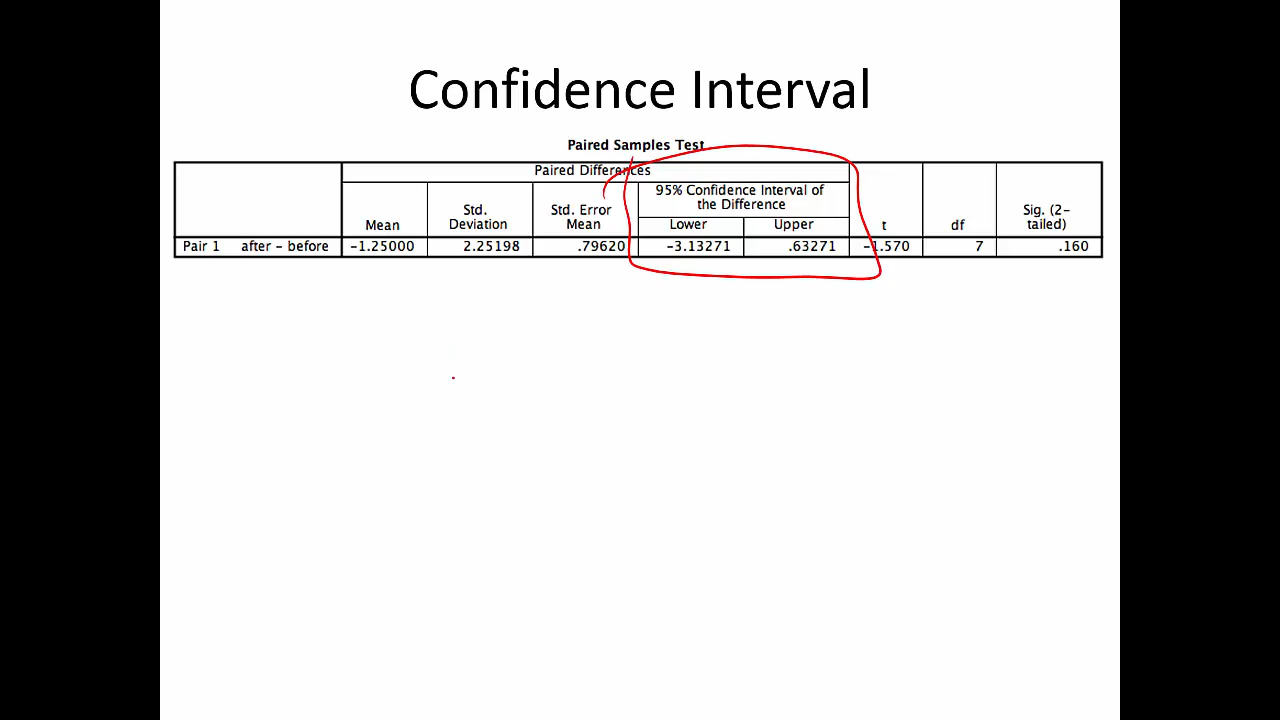 Confidence Interval
Paired Samples Test
Paired Differences
95% Confidence Interval of
the Difference
Mean Std. Deviation Std. Error Mean Lower Upper t df Sig. (2-tailed)
Pair 1 after - before -1.25000 2.25198 .79620 -3.13271 .63271 -1.570 7 .160